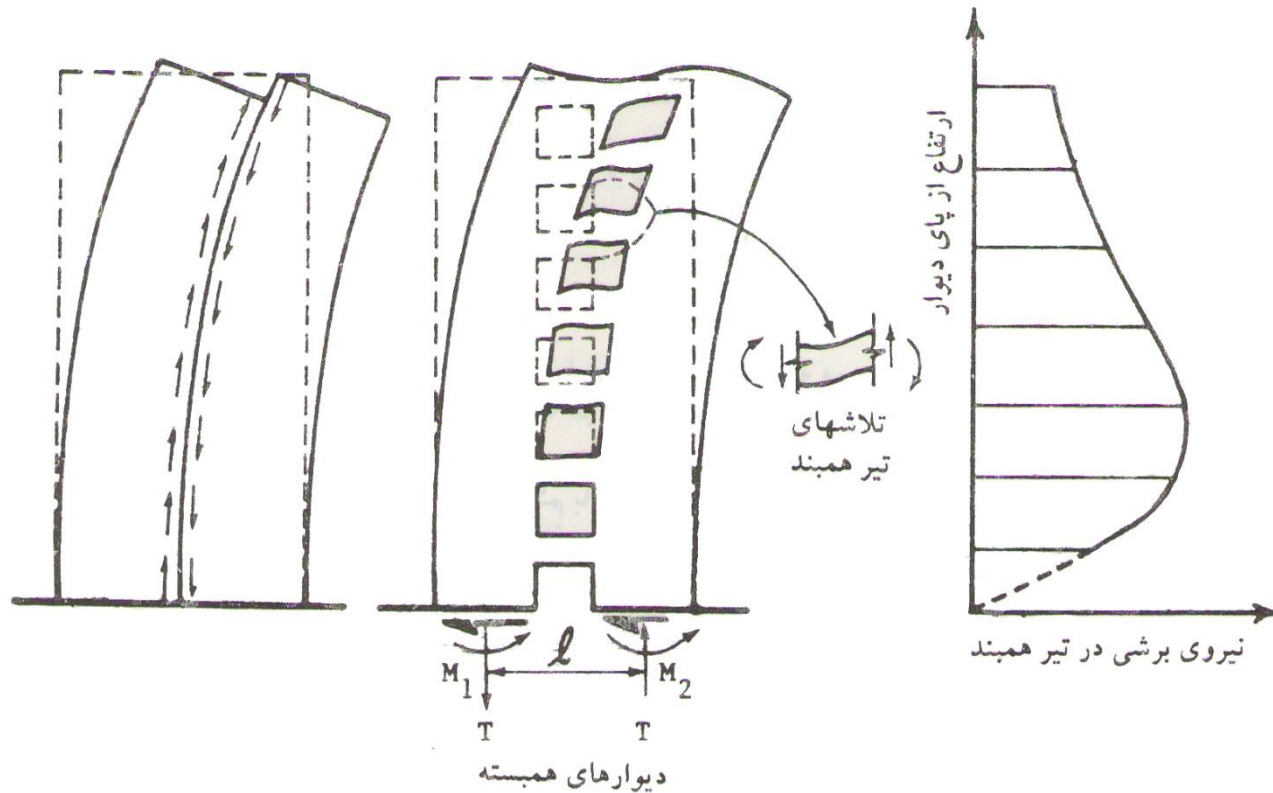 ارتفاع از پای دیوار
تلاشهای
تیر همبند
نیروی برشی در تیر همبند
M₁
ℓ
M₂
T
T
دیوارهای همبسته